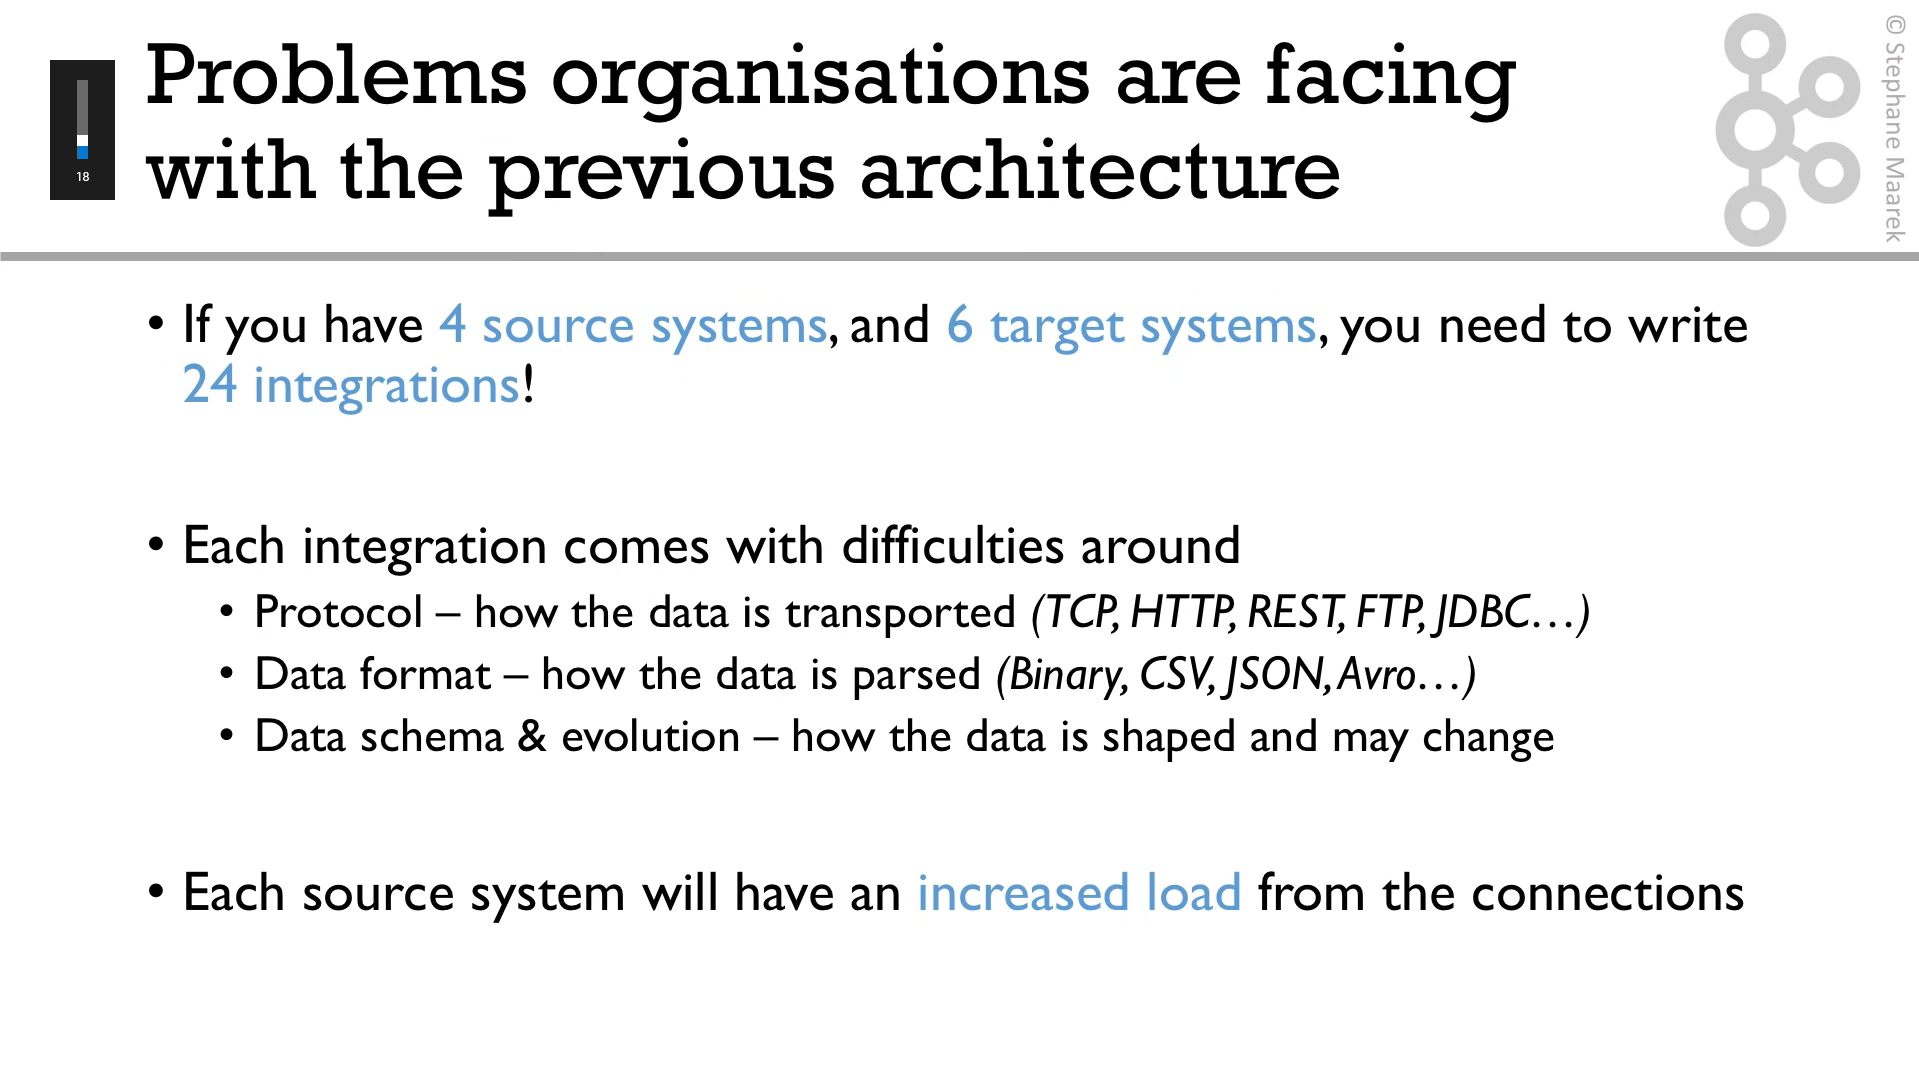 Problems organisations are facing
with the previous architecture
18
© Stephane Maarek
• If you have 4 source systems, and 6 target systems, you need to write
24 integrations!
• Each integration comes with difficulties around
• Protocol – how the data is transported (TCP, HTTP, REST, FTP, JDBC…)
• Data format – how the data is parsed (Binary, CSV, JSON, Avro…)
• Data schema & evolution – how the data is shaped and may change
• Each source system will have an increased load from the connections